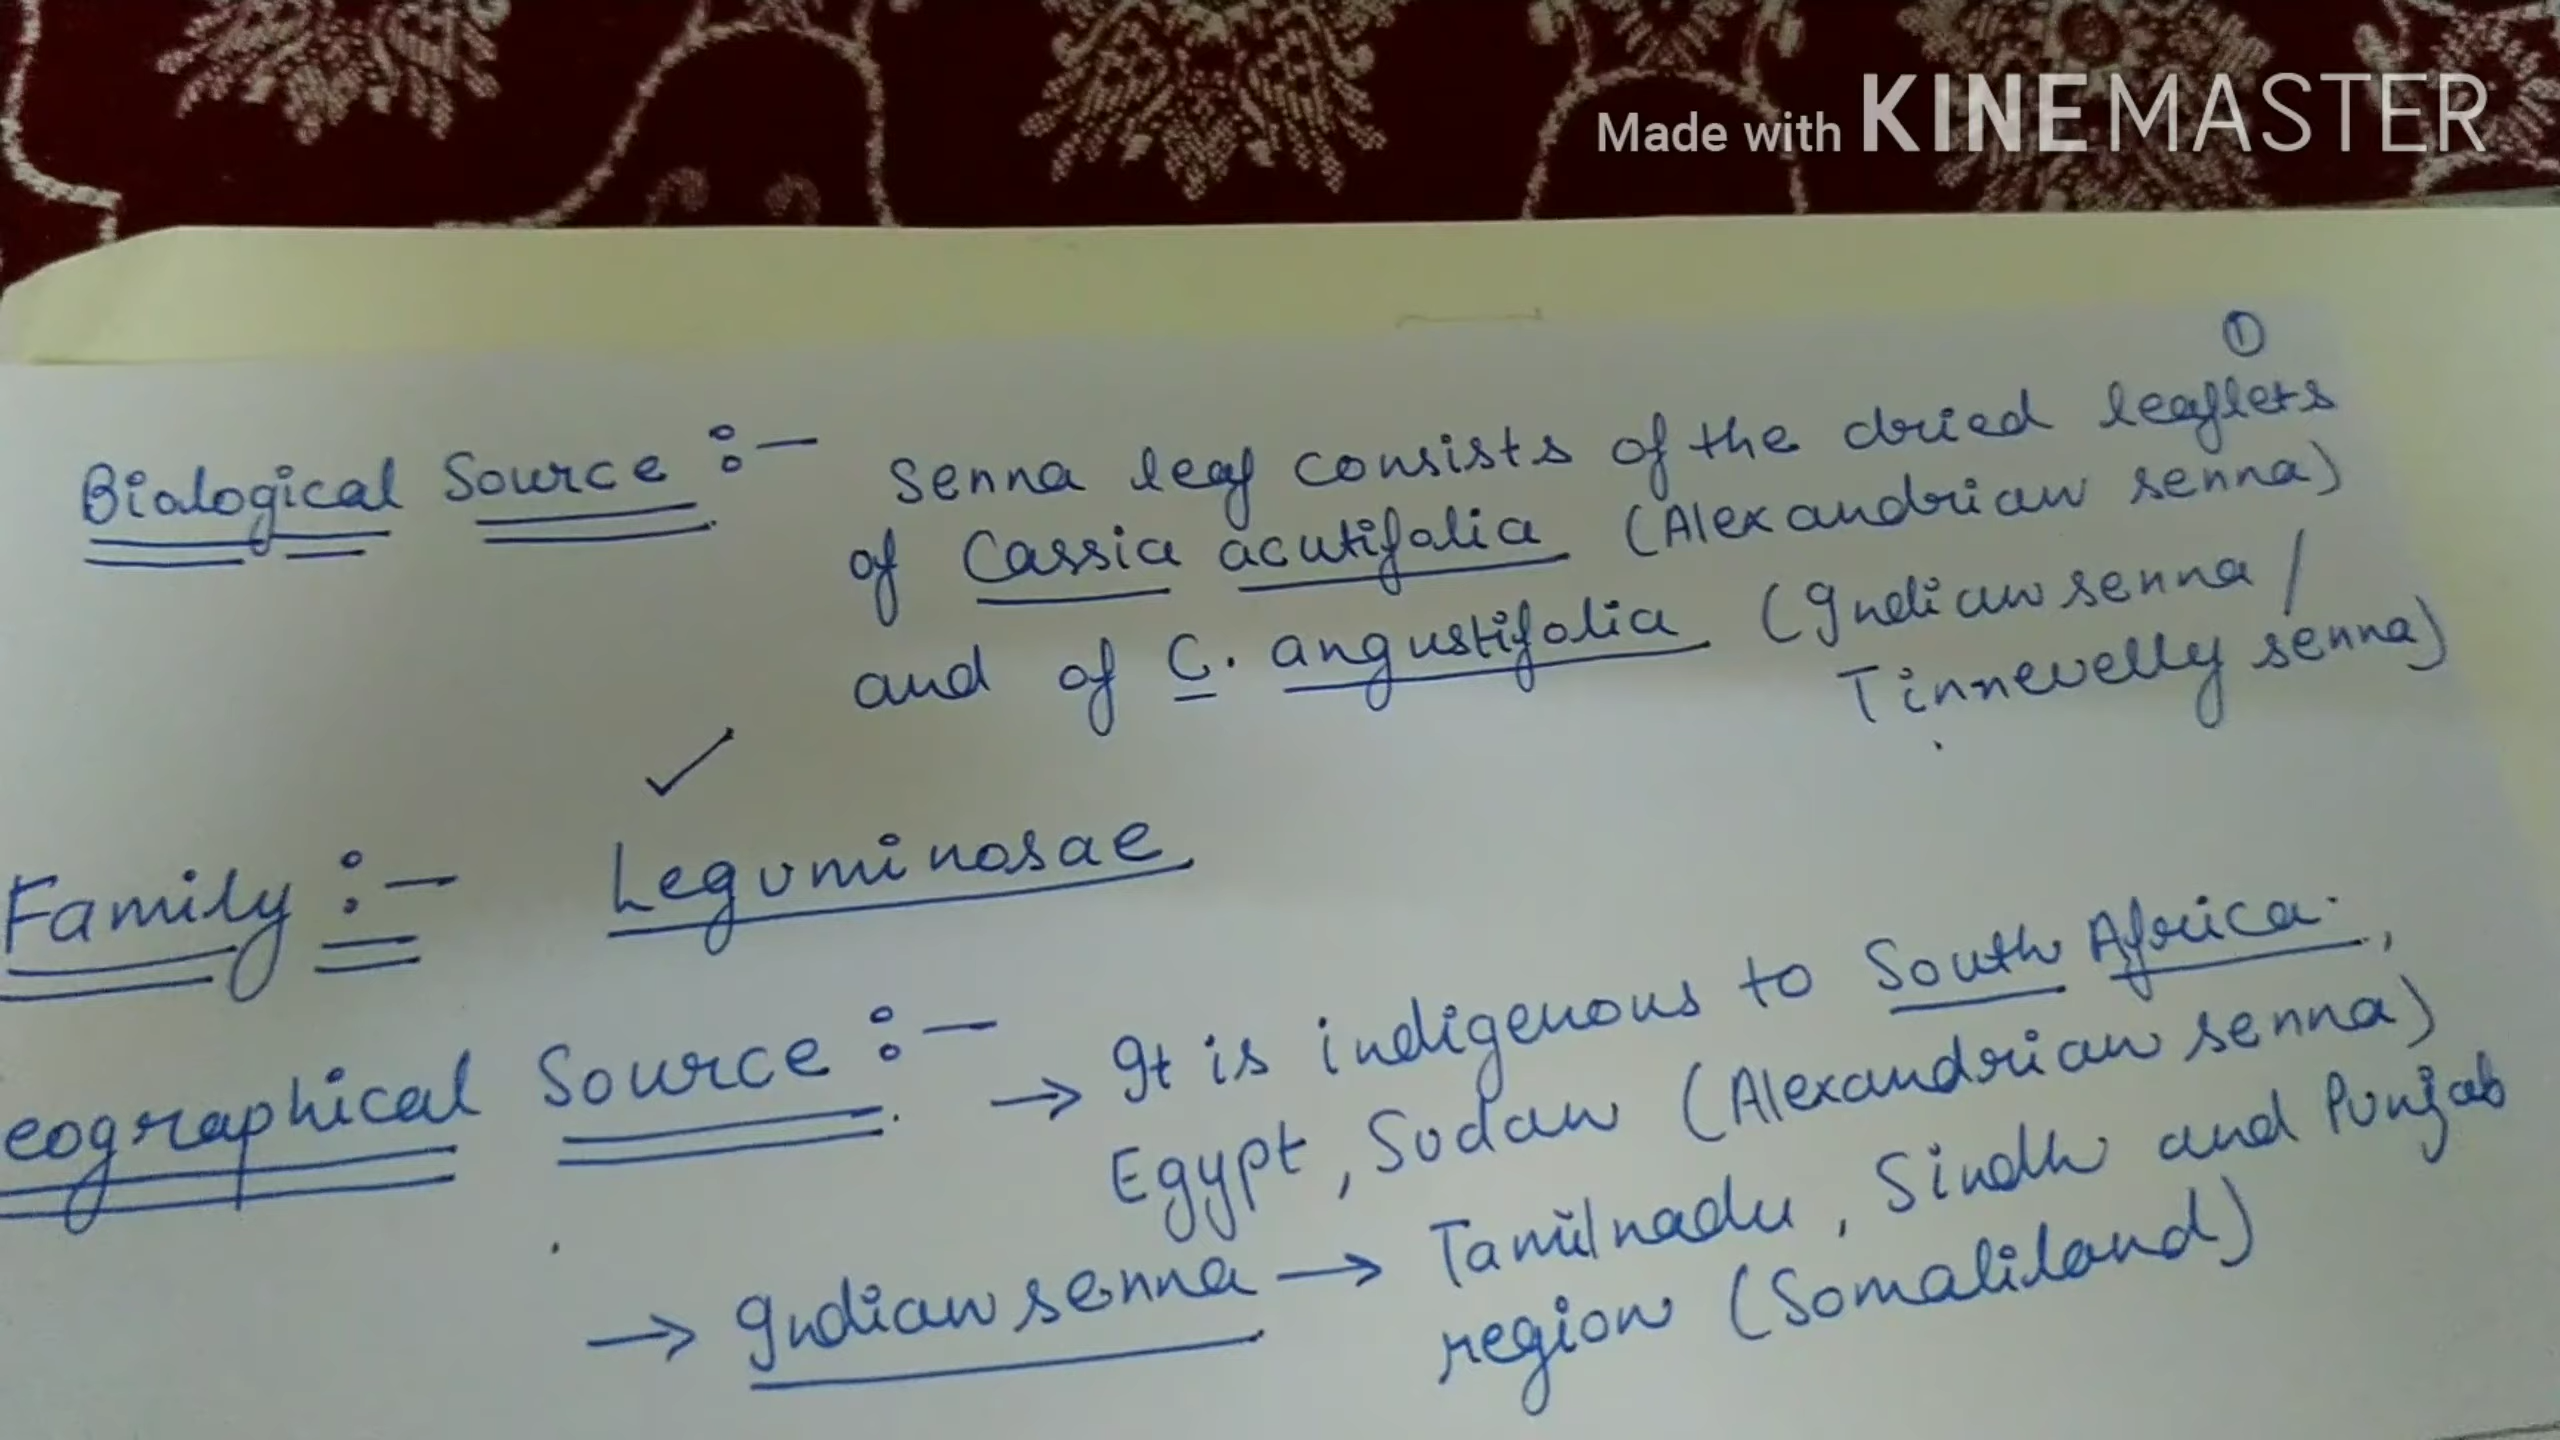 Made with KINEMASTER
①
Biological Source :- Senna leaf consists of the dried leaflets
of Cassia acutifolia (Alexandrian senna)
and of C. angustifolia (Indian senna /
Tinnevelly senna)
Family :- Leguminosae
eographical Source :- → It is indigenous to South Africa.,
Egypt, Sudan (Alexandrian senna)
→ Indian senna → Tamilnadu, Sindh and Punjab
region (Somaliland)